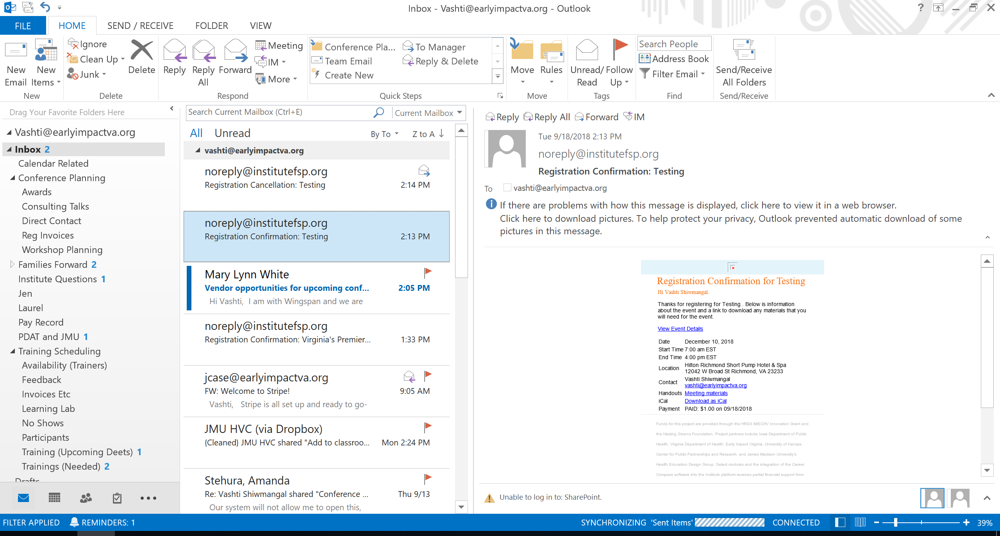 Inbox - Vashti@earlyimpactva.org - Outlook
FILE HOME SEND / RECEIVE FOLDER VIEW
New Email
New Items
New
Ignore
Clean Up
Junk
Delete
Delete
Reply
Reply All
Forward
Meeting
IM
More
Respond
Conference Pla...
To Manager
Team Email
Reply & Delete
Create New
Quick Steps
Move
Rules
Move
Unread/ Read
Follow Up
Tags
Search People
Address Book
Filter Email
Find
Send/Receive All Folders
Send/Receive
Drag Your Favorite Folders Here
Vashti@earlyimpactva.org
Inbox 2
Calendar Related
Conference Planning
Awards
Consulting Talks
Direct Contact
Reg Invoices
Workshop Planning
Families Forward 2
Institute Questions 1
Jen
Laurel
Pay Record
PDAT and JMU 1
Training Scheduling
Availability (Trainers)
Feedback
Invoices Etc
Learning Lab
No Shows
Participants
Training (Upcoming Deets) 1
Trainings (Needed) 2
Drafts
Search Current Mailbox (Ctrl+E)
Current Mailbox
All Unread By To Z to A
vashti@earlyimpactva.org
noreply@institutefsp.org
Registration Cancellation: Testing 2:14 PM
noreply@institutefsp.org
Registration Confirmation: Testing 2:13 PM
Mary Lynn White
Vendor opportunities for upcoming conf... 2:05 PM
Hi Vashti, I am with Wingspan and we are
noreply@institutefsp.org
Registration Confirmation: Virginia's Premier... 1:33 PM
jcase@earlyimpactva.org
FW: Welcome to Stripe! 9:05 AM
Vashti, Stripe is all set up and ready to go-
JMU HVC (via Dropbox)
{Cleaned} JMU HVC shared "Add to classroo... Mon 2:24 PM
Stehura, Amanda
Re: Vashti Shiwmangal shared "Conference ... Thu 9/13
Our system will not allow me to open this,
Reply Reply All Forward IM
Tue 9/18/2018 2:13 PM
noreply@institutefsp.org
Registration Confirmation: Testing
To vashti@earlyimpactva.org
If there are problems with how this message is displayed, click here to view it in a web browser.
Click here to download pictures. To help protect your privacy, Outlook prevented automatic download of some
pictures in this message.
Registration Confirmation for Testing
Hi Vashti Shiwmangal.
Thanks for registering for Testing . Below is information
about the event and a link to download any materials that you
will need for the event.
View Event Details
Date December 10, 2018
Start Time 7:00 am EST
End Time 4:00 pm EST
Location Hilton Richmond Short Pump Hotel & Spa
12042 W Broad St Richmond, VA 23233
Contact Vashti Shiwmangal
vashti@earlyimpactva.org
Handouts Meeting materials
iCal Download as iCal
Payment PAID: $1.00 on 09/18/2018
Funds for this project are provided through the HRSA MIECHV Innovation Grant and
the Heising Simons Foundation. Project partners include Iowa Department of Public
Health, Virginia Department of Health, Early Impact Virginia, University of Kansas
Center for Public Partnerships and Research, and James Madison University's
Health Education Design Group. Select modules and the integration of the Career
Compass software into the Institute platform receives partial financial support from
Unable to log in to: SharePoint.
FILTER APPLIED REMINDERS: 1 SYNCHRONIZING 'Sent Items' CONNECTED 39%